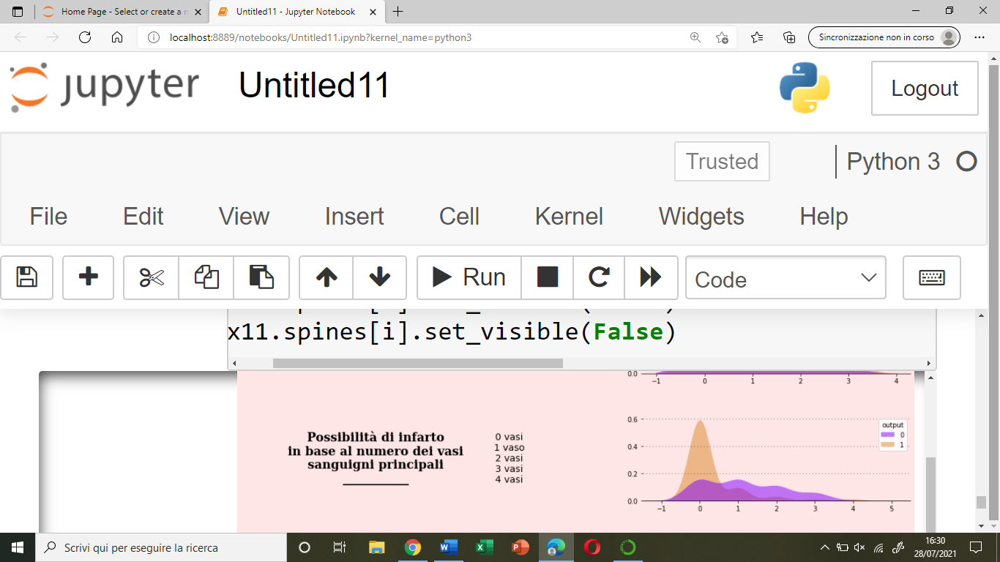 Home Page - Select or create a n
Untitled11 - Jupyter Notebook
localhost:8889/notebooks/Untitled11.ipynb?kernel_name=python3
Sincronizzazione non in corso
jupyter
Untitled11
Logout
Trusted
Python 3
File
Edit
View
Insert
Cell
Kernel
Widgets
Help
Run
Code
x11.spines[i].set_visible(False)
0.0
−1 0 1 2 3 4
Possibilità di infarto
in base al numero dei vasi
sanguigni principali
0 vasi
1 vaso
2 vasi
3 vasi
4 vasi
0.6
0.4
0.2
0.0
−1 0 1 2 3 4 5
output
0
1
Scrivi qui per eseguire la ricerca
16:30
28/07/2021